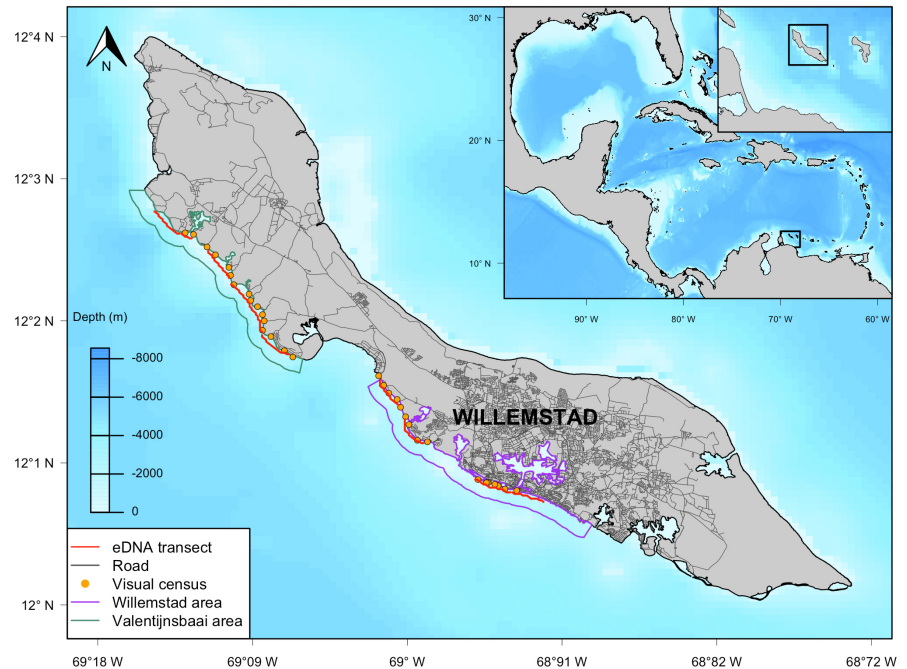 12°4 N
12°3 N
12°2 N
12°1 N
12° N
N
30° N
20° N
10° N
90° W
80° W
70° W
60° W
Depth (m)
-8000
-6000
-4000
-2000
0
WILLEMSTAD
eDNA transect
Road
Visual census
Willemstad area
Valentijnsbaai area
69°18 W
69°09 W
69° W
68°91 W
68°82 W
68°72 W